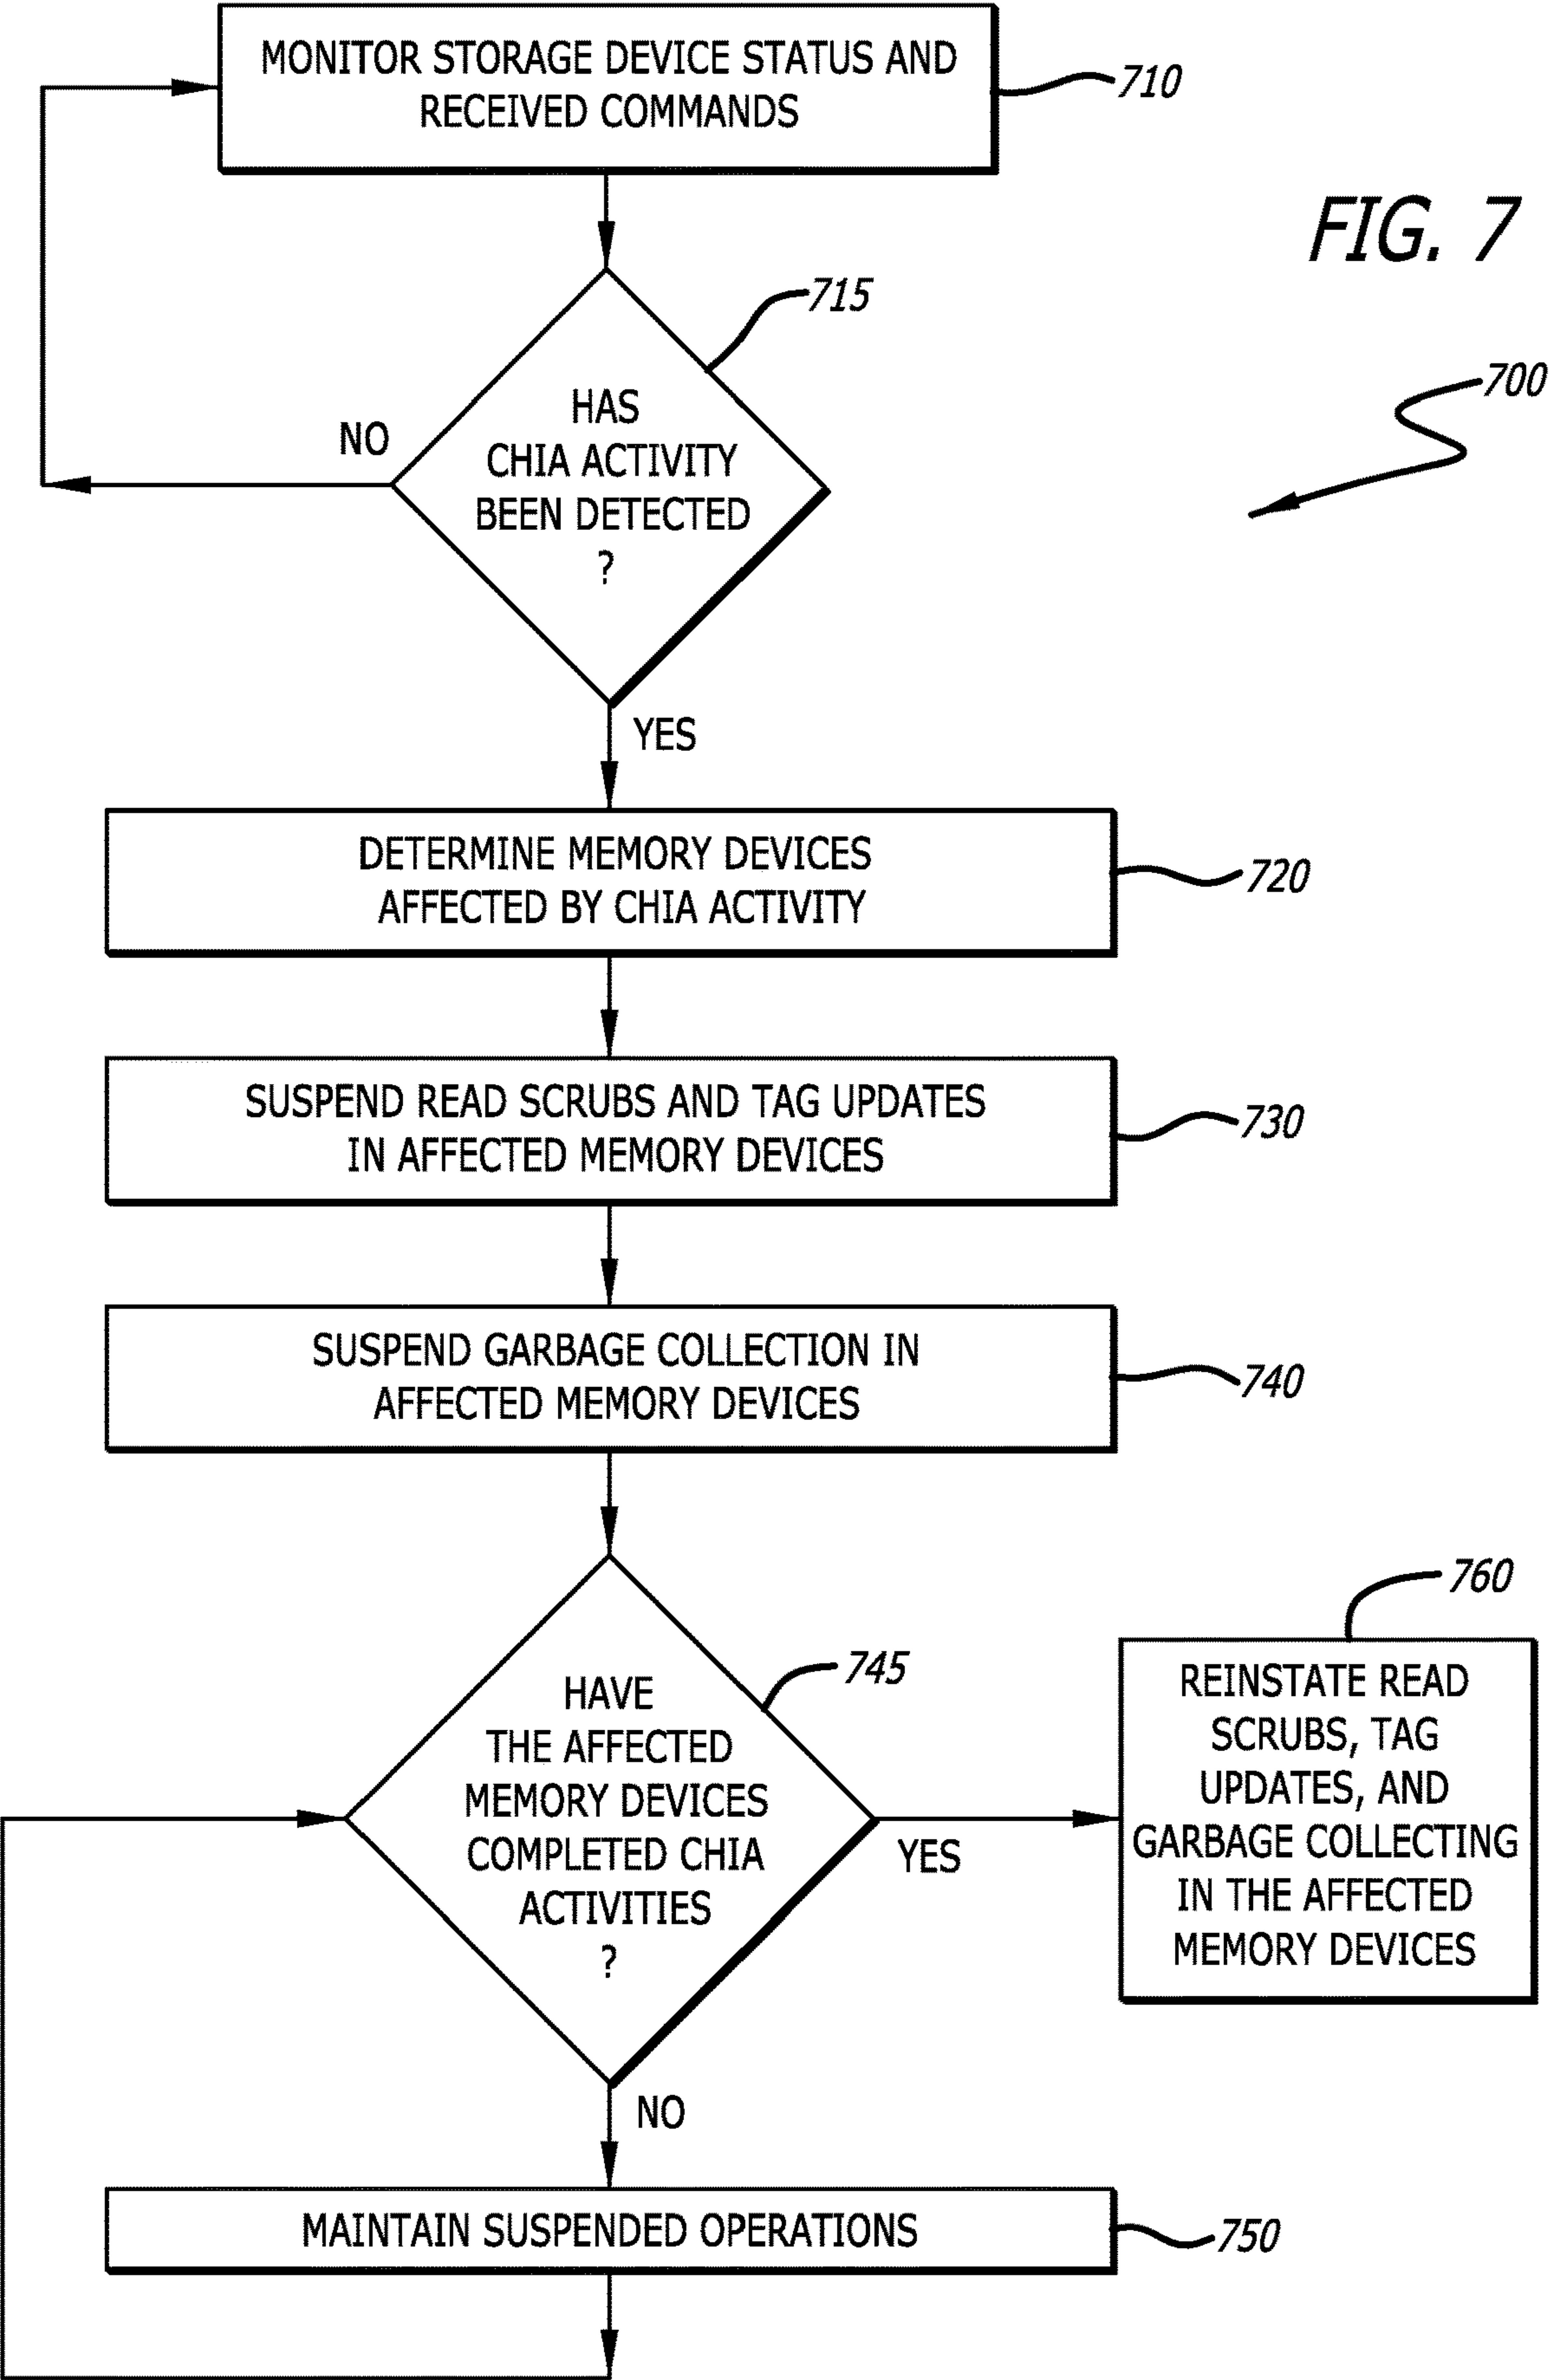 MONITOR STORAGE DEVICE STATUS AND
RECEIVED COMMANDS
710
FIG. 7
715
700
HAS
CHIA ACTIVITY
BEEN DETECTED
?
NO
YES
DETERMINE MEMORY DEVICES
AFFECTED BY CHIA ACTIVITY
720
SUSPEND READ SCRUBS AND TAG UPDATES
IN AFFECTED MEMORY DEVICES
730
SUSPEND GARBAGE COLLECTION IN
AFFECTED MEMORY DEVICES
740
745
HAVE
THE AFFECTED
MEMORY DEVICES
COMPLETED CHIA
ACTIVITIES
?
YES
760
REINSTATE READ
SCRUBS, TAG
UPDATES, AND
GARBAGE COLLECTING
IN THE AFFECTED
MEMORY DEVICES
NO
MAINTAIN SUSPENDED OPERATIONS
750